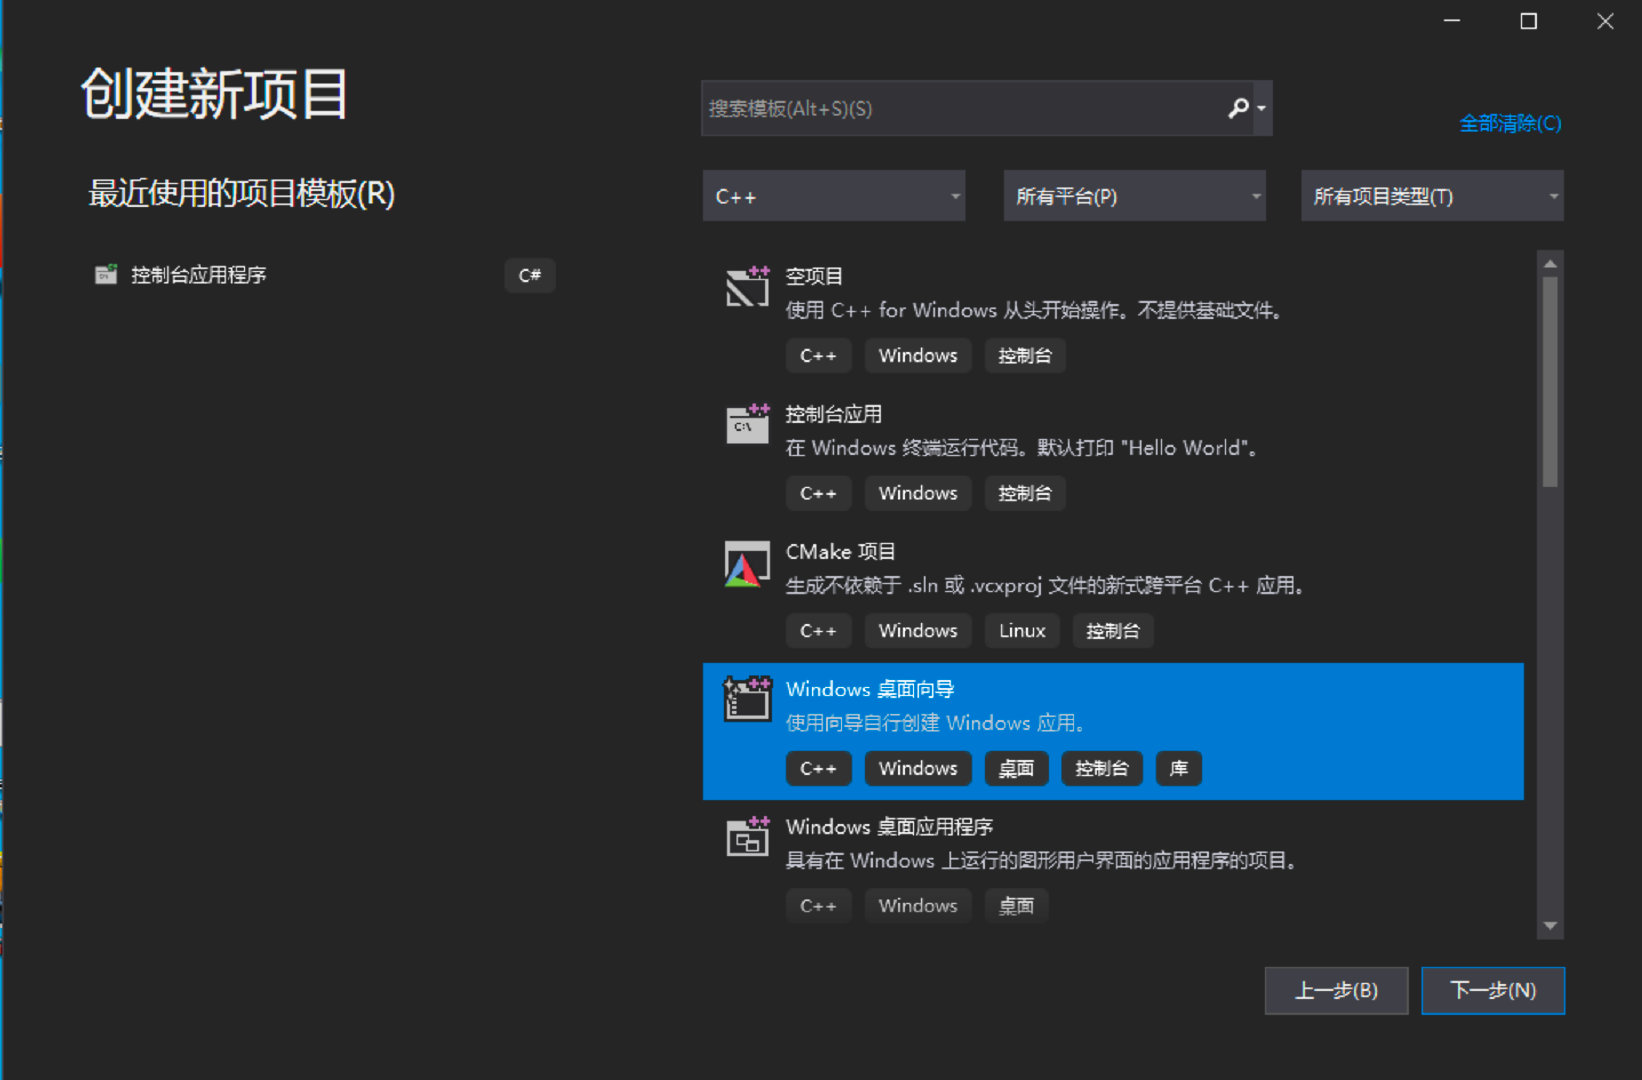 创建新项目
搜索模板(Alt+S)(S)
全部清除(C)
最近使用的项目模板(R)
C++
所有平台(P)
所有项目类型(T)
控制台应用程序
C#
空项目
使用 C++ for Windows 从头开始操作。不提供基础文件。
C++ Windows 控制台
控制台应用
在 Windows 终端运行代码。默认打印 "Hello World"。
C++ Windows 控制台
CMake 项目
生成不依赖于 .sln 或 .vcxproj 文件的新式跨平台 C++ 应用。
C++ Windows Linux 控制台
Windows 桌面向导
使用向导自行创建 Windows 应用。
C++ Windows 桌面 控制台 库
Windows 桌面应用程序
具有在 Windows 上运行的图形用户界面的应用程序的项目。
C++ Windows 桌面
上一步(B)
下一步(N)